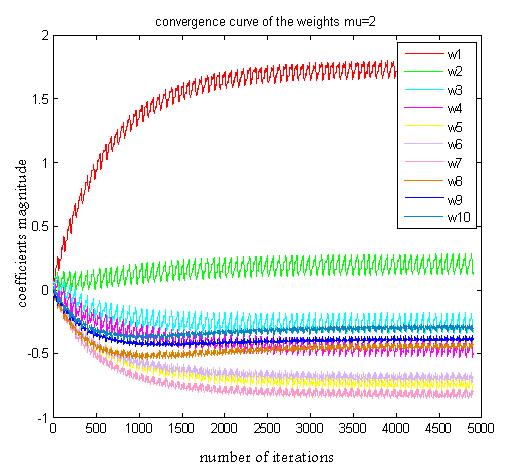 convergence curve of the weights mu=2
2
1.5
1
0.5
0
-0.5
-1
0 500 1000 1500 2000 2500 3000 3500 4000 4500 5000
coefficients magnitude
number of iterations
w1
w2
w3
w4
w5
w6
w7
w8
w9
w10